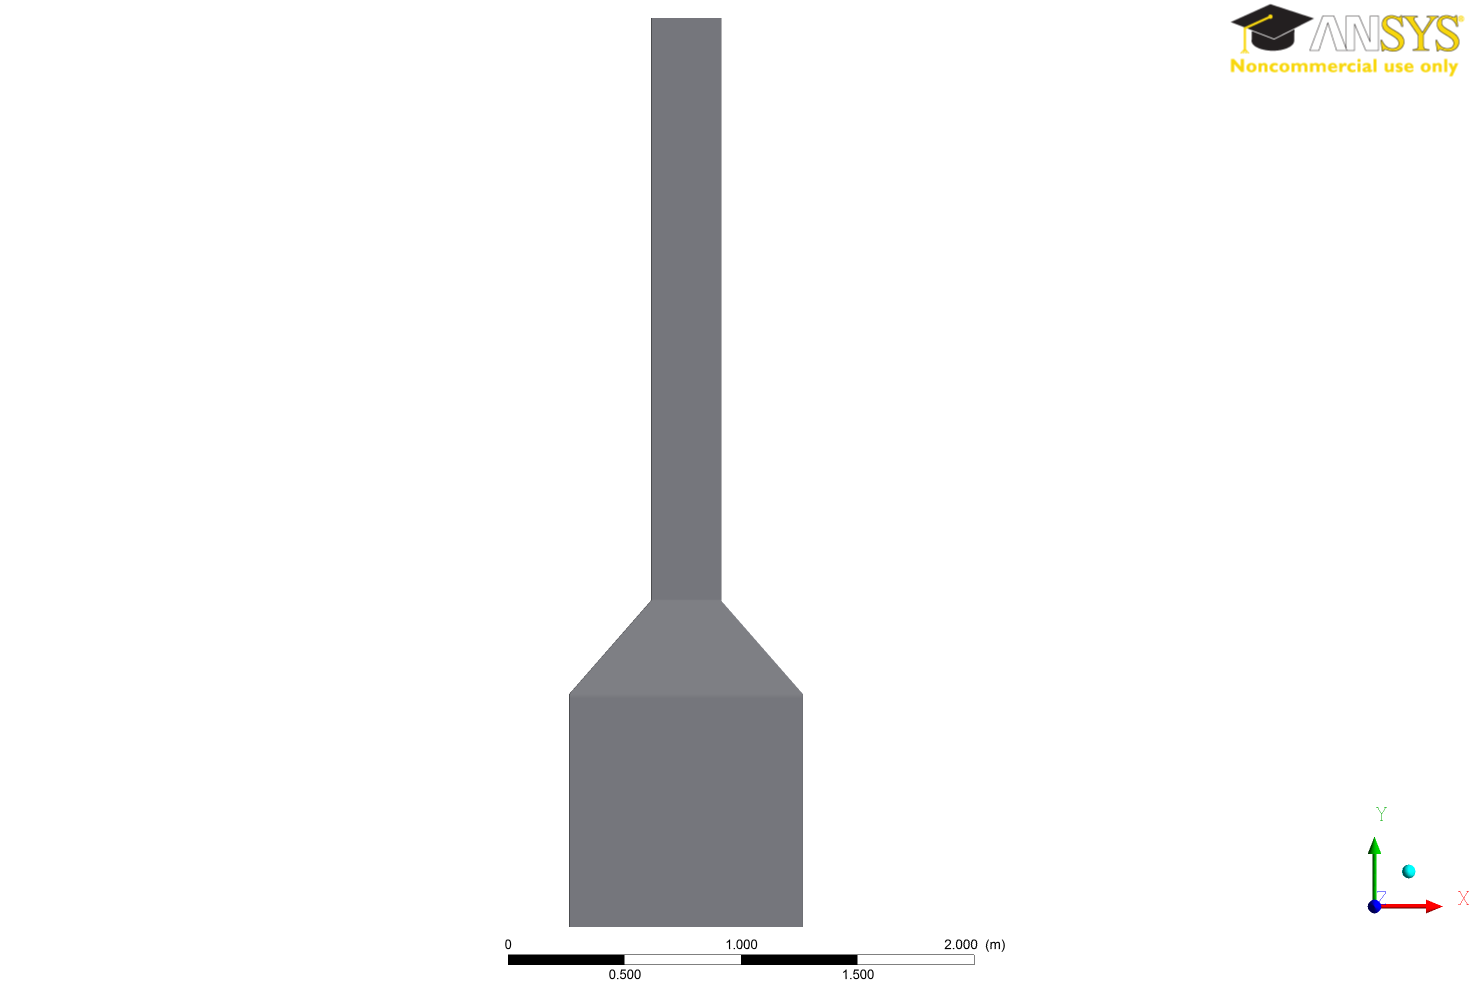 ANSYS
Noncommercial use only
Y
Z
X
0 1.000 2.000 (m)
0.500 1.500